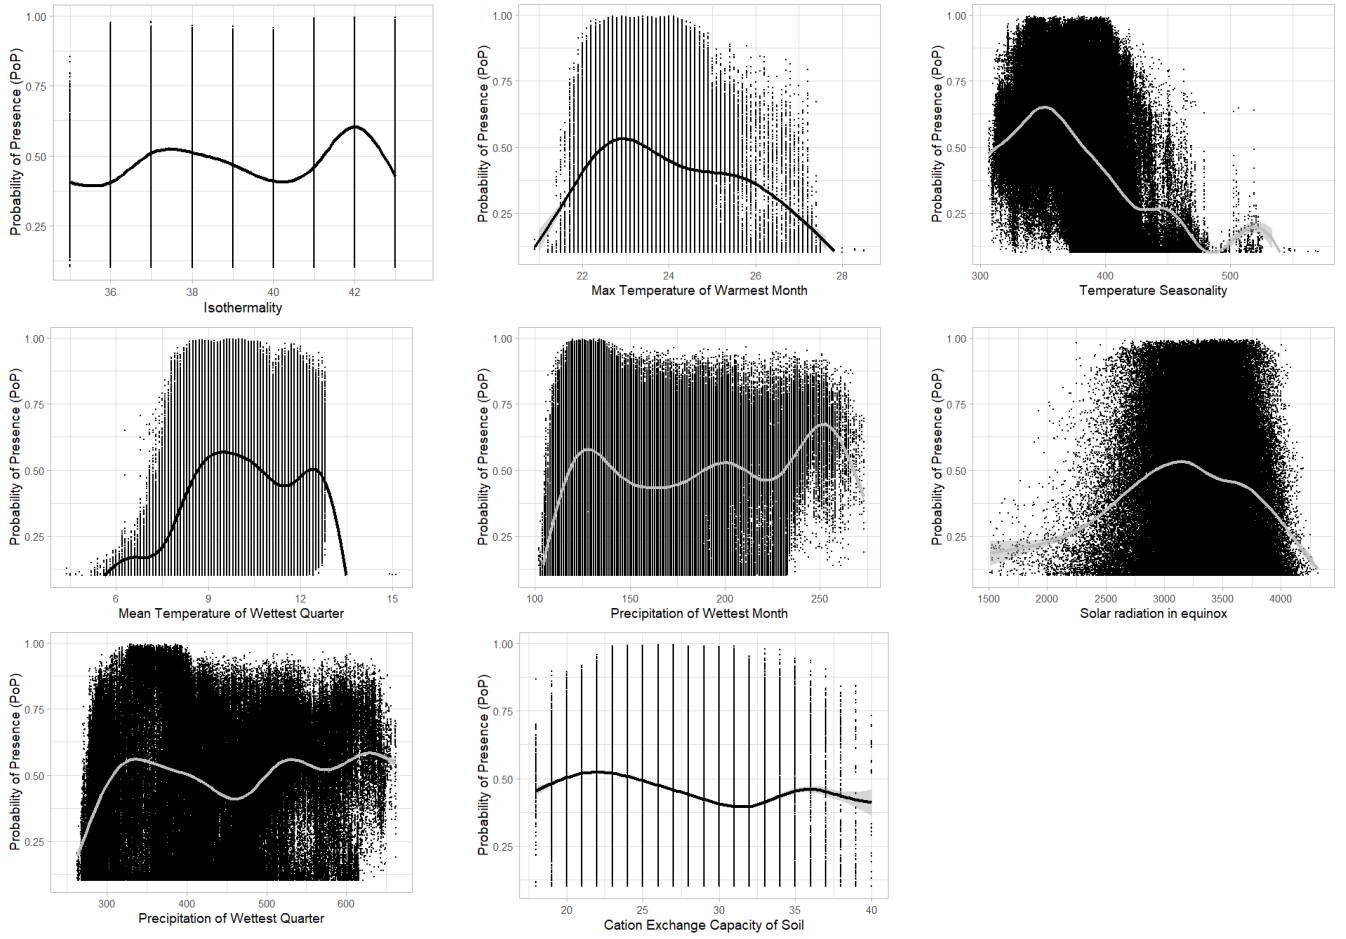 Probability of Presence (PoP)
1.00
0.75
0.50
0.25
36 38 40 42
Isothermality
Probability of Presence (PoP)
1.00
0.75
0.50
0.25
22 24 26 28
Max Temperature of Warmest Month
Probability of Presence (PoP)
1.00
0.75
0.50
0.25
300 400 500
Temperature Seasonality
Probability of Presence (PoP)
1.00
0.75
0.50
0.25
6 9 12 15
Mean Temperature of Wettest Quarter
Probability of Presence (PoP)
1.00
0.75
0.50
0.25
100 150 200 250
Precipitation of Wettest Month
Probability of Presence (PoP)
1.00
0.75
0.50
0.25
1500 2000 2500 3000 3500 4000
Solar radiation in equinox
Probability of Presence (PoP)
1.00
0.75
0.50
0.25
300 400 500 600
Precipitation of Wettest Quarter
Probability of Presence (PoP)
1.00
0.75
0.50
0.25
20 25 30 35 40
Cation Exchange Capacity of Soil